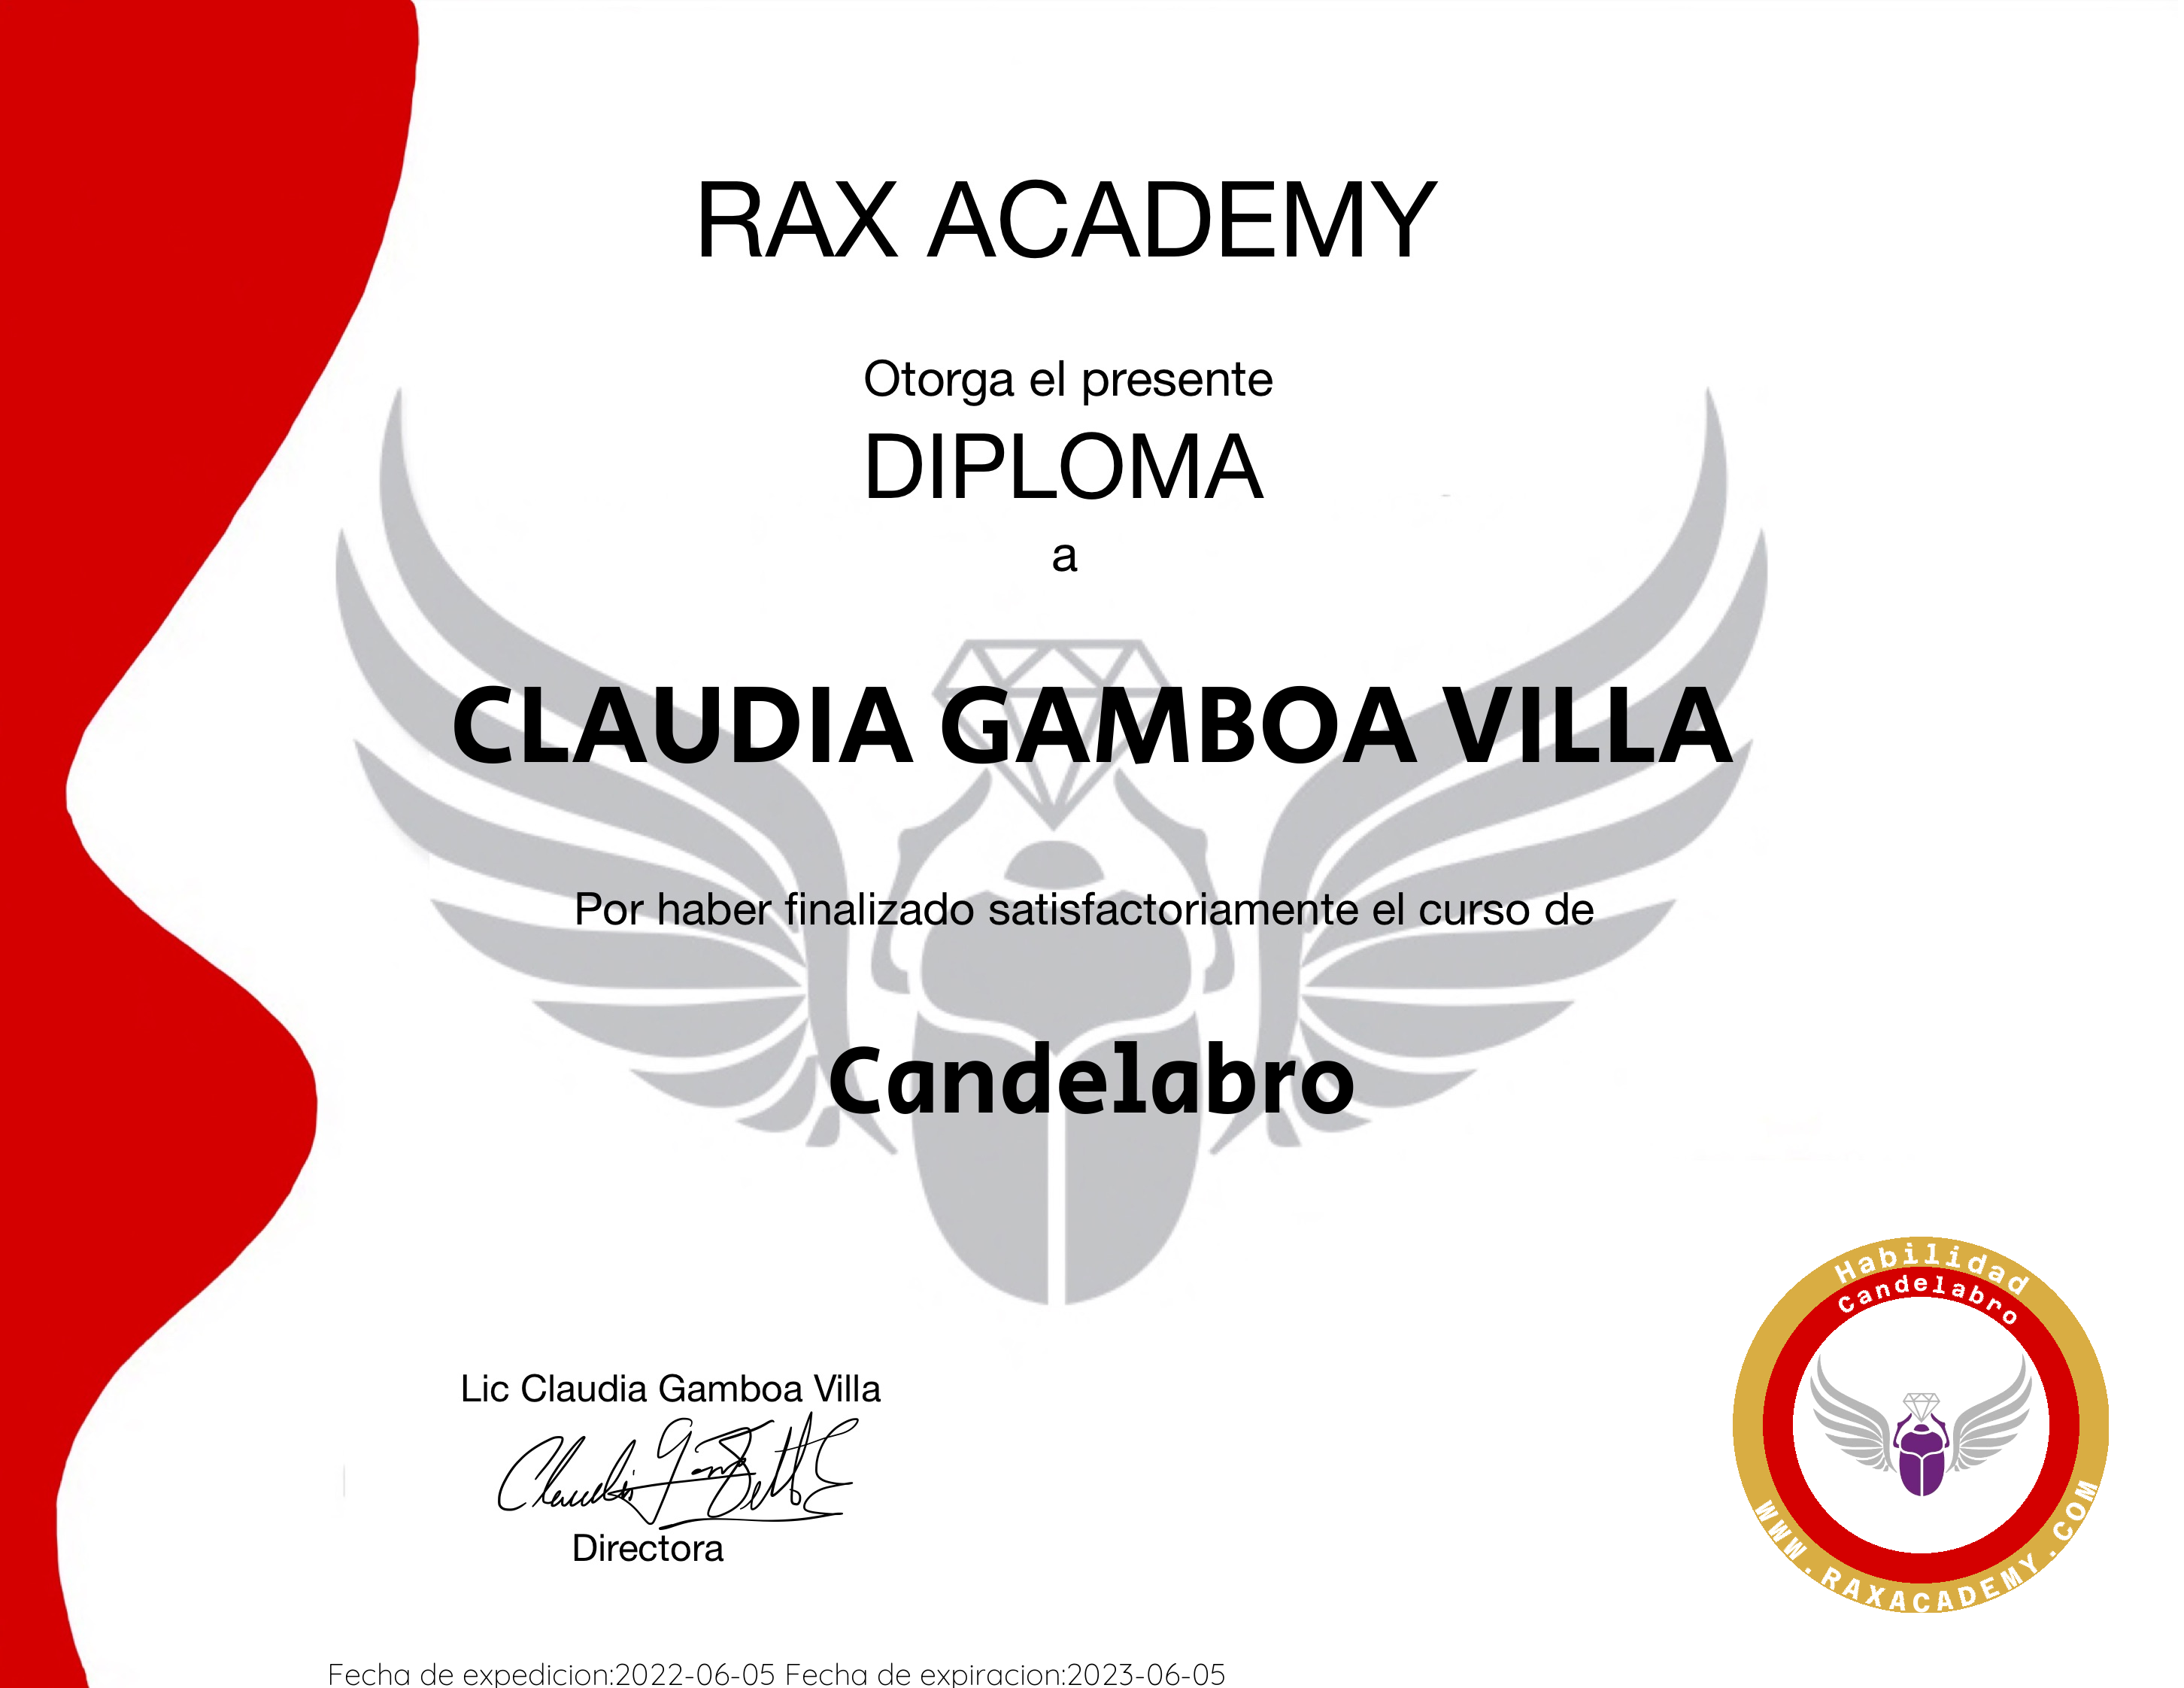 RAX ACADEMY
Otorga el presente
DIPLOMA
a
CLAUDIA GAMBOA VILLA
Por haber finalizado satisfactoriamente el curso de
Candelabro
Lic Claudia Gamboa Villa
Directora
Habilidad
Candelabro
WWW.RAXACADEMY.COM
Fecha de expedicion:2022-06-05 Fecha de expiracion:2023-06-05